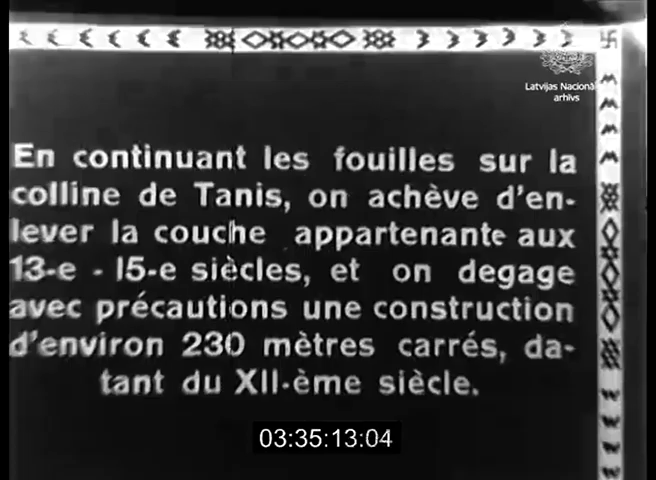 Latvijas Nacionā
arhīvs
En continuant les fouilles sur la
colline de Tanis, on achève d'en-
lever la couche appartenante aux
13-e - 15-e siècles, et on degage
avec précautions une construction
d'environ 230 mètres carrés, da-
tant du XII-ème siècle.
03:35:13:04